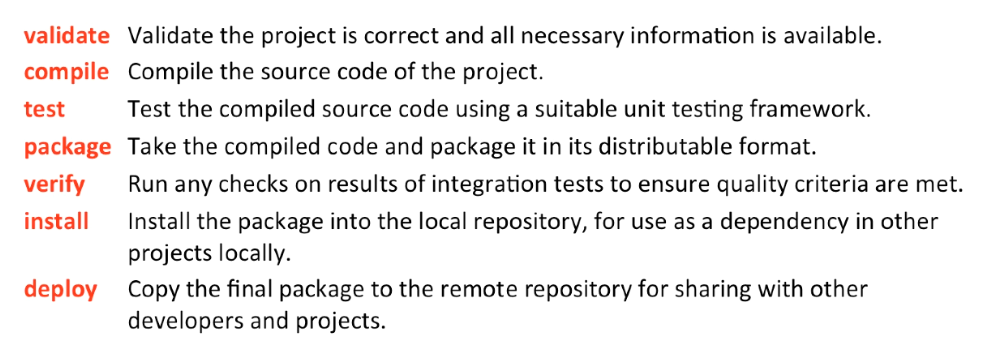 validate Validate the project is correct and all necessary information is available.
compile Compile the source code of the project.
test Test the compiled source code using a suitable unit testing framework.
package Take the compiled code and package it in its distributable format.
verify Run any checks on results of integration tests to ensure quality criteria are met.
install Install the package into the local repository, for use as a dependency in other
projects locally.
deploy Copy the final package to the remote repository for sharing with other
developers and projects.